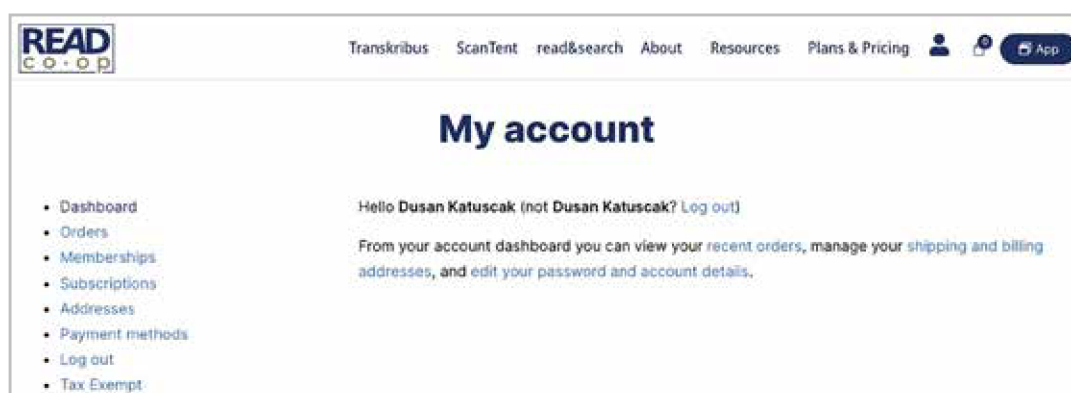 READ
CO·OP
Transkribus ScanTent read&search About Resources Plans & Pricing 0 App
My account
• Dashboard
• Orders
• Memberships
• Subscriptions
• Addresses
• Payment methods
• Log out
• Tax Exempt
Hello Dusan Katuscak (not Dusan Katuscak? Log out)
From your account dashboard you can view your recent orders, manage your shipping and billing
addresses, and edit your password and account details.